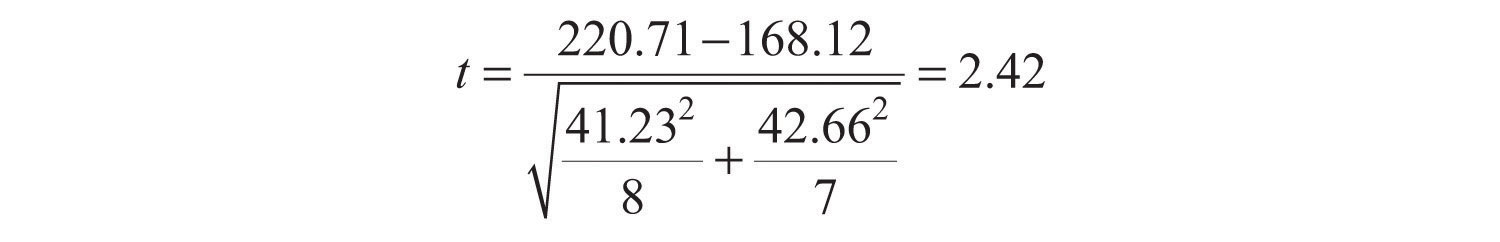 t = (220.71 − 168.12) / √(41.23² / 8 + 42.66² / 7) = 2.42